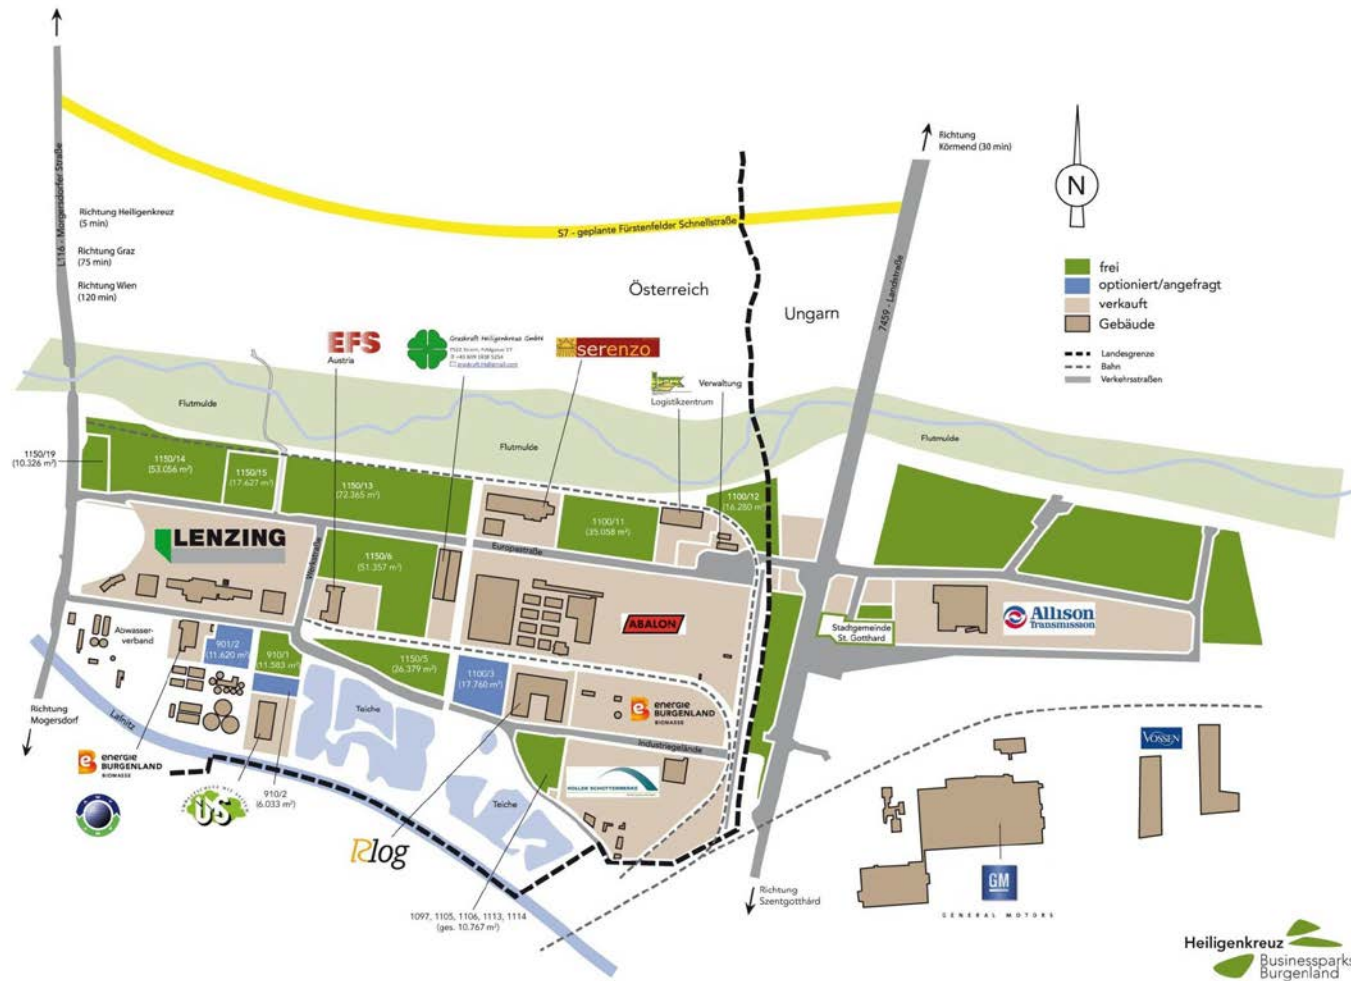 L116 - Morgersdorfer Straße
Richtung Heiligenkreuz
(5 min)
Richtung Graz
(75 min)
Richtung Wien
(120 min)
S7 - geplante Fürstenfelder Schnellstraße
Richtung
Körmend (30 min)
7459 - Landstraße
N
frei
optioniert/angefragt
verkauft
Gebäude
Landesgrenze
Bahn
Verkehrsstraßen
Österreich
Ungarn
EFS
Austria
Graskraft Heiligenkreuz GmbH
serenzo
Verwaltung
Logistikzentrum
Flutmulde
Flutmulde
Flutmulde
1150/19
(10.326 m²)
1150/14
(53.056 m²)
1150/15
(17.627 m²)
1150/13
(72.365 m²)
1100/11
(35.058 m²)
1100/12
(16.280 m²)
LENZING
Werkstraße
Europastraße
1150/6
(51.357 m²)
ABALON
Allison
Transmission
Stadtgemeinde
St. Gotthard
Abwasser-
verband
901/2
(11.620 m²)
910/1
(11.583 m²)
1150/5
(26.379 m²)
1100/3
(17.760 m²)
energie
BURGENLAND
BIOMASSE
Richtung
Mogersdorf
Lafnitz
Teiche
Industriegelände
VOSSEN
energie
BURGENLAND
BIOMASSE
910/2
(6.033 m²)
Teiche
Rlog
GM
GENERAL MOTORS
Richtung
Szentgotthárd
1097, 1105, 1106, 1113, 1114
(ges. 10.767 m²)
Heiligenkreuz
Businessparks
Burgenland